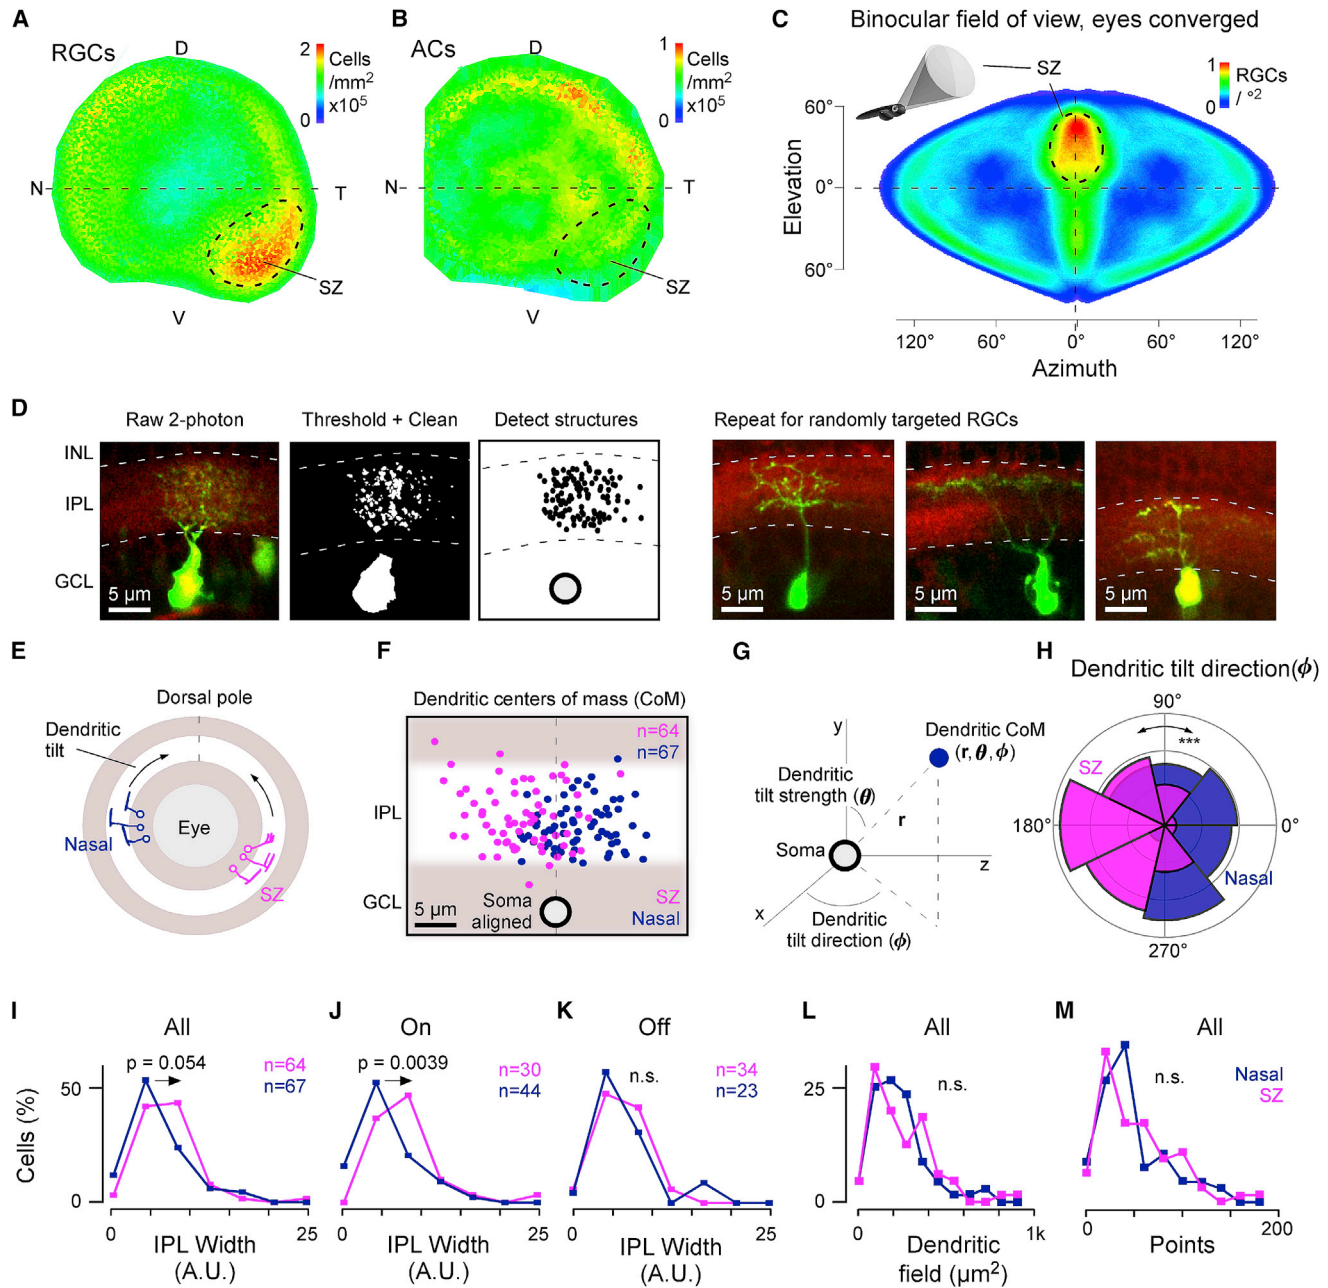 A
RGCs
D
2
Cells
/mm²
x10⁵
0
N
T
SZ
V
B
ACs
D
1
Cells
/mm²
x10⁵
0
N
T
SZ
V
C
Binocular field of view, eyes converged
SZ
1
RGCs
/ °²
0
60°
Elevation
0°
60°
120°
60°
0°
60°
120°
Azimuth
D
Raw 2-photon
Threshold + Clean
Detect structures
Repeat for randomly targeted RGCs
INL
IPL
GCL
5 µm
5 µm
5 µm
5 µm
E
Dorsal pole
Dendritic
tilt
Nasal
Eye
SZ
F
Dendritic centers of mass (CoM)
n=64
n=67
IPL
GCL
5 µm
Soma
aligned
SZ
Nasal
G
y
Dendritic CoM
(r, θ, ϕ)
Dendritic
tilt strength (θ)
r
Soma
z
x
Dendritic
tilt direction (ϕ)
H
Dendritic tilt direction(ϕ)
90°
***
SZ
180°
0°
Nasal
270°
I
All
p = 0.054
n=64
n=67
50
Cells (%)
0
0
25
IPL Width
(A.U.)
J
On
p = 0.0039
n=30
n=44
0
25
IPL Width
(A.U.)
K
Off
n.s.
n=34
n=23
0
25
IPL Width
(A.U.)
L
All
n.s.
25
0
0
1k
Dendritic
field (µm²)
M
All
n.s.
Nasal
SZ
0
200
Points